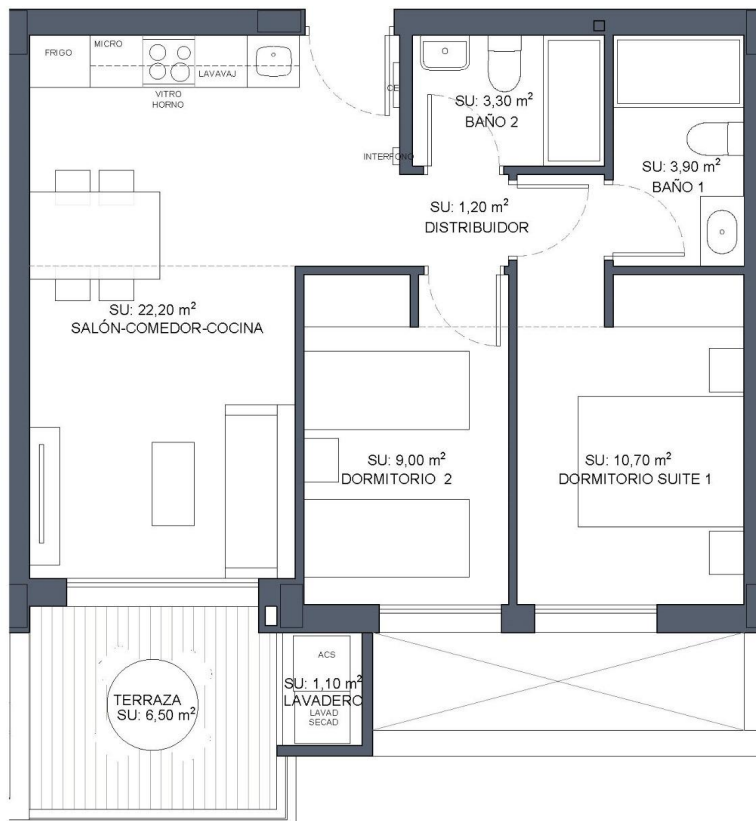 FRIGO
MICRO
LAVAVAJ
VITRO
HORNO
CE
SU: 3,30 m²
BAÑO 2
INTERFONO
SU: 3,90 m²
BAÑO 1
SU: 1,20 m²
DISTRIBUIDOR
SU: 22,20 m²
SALÓN-COMEDOR-COCINA
SU: 9,00 m²
DORMITORIO 2
SU: 10,70 m²
DORMITORIO SUITE 1
TERRAZA
SU: 6,50 m²
ACS
SU: 1,10 m²
LAVADERO
LAVAD
SECAD